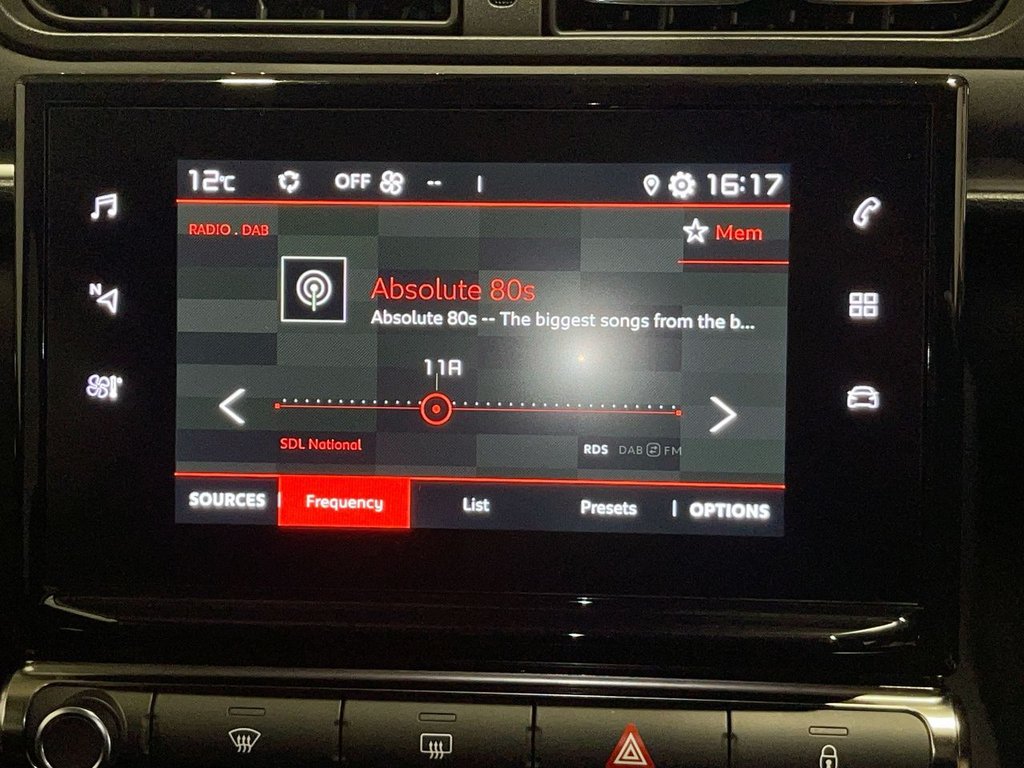 12°C OFF -- 16:17
RADIO . DAB
Mem
Absolute 80s
Absolute 80s -- The biggest songs from the b...
11A
SDL National
RDS DAB FM
SOURCES Frequency List Presets OPTIONS
N